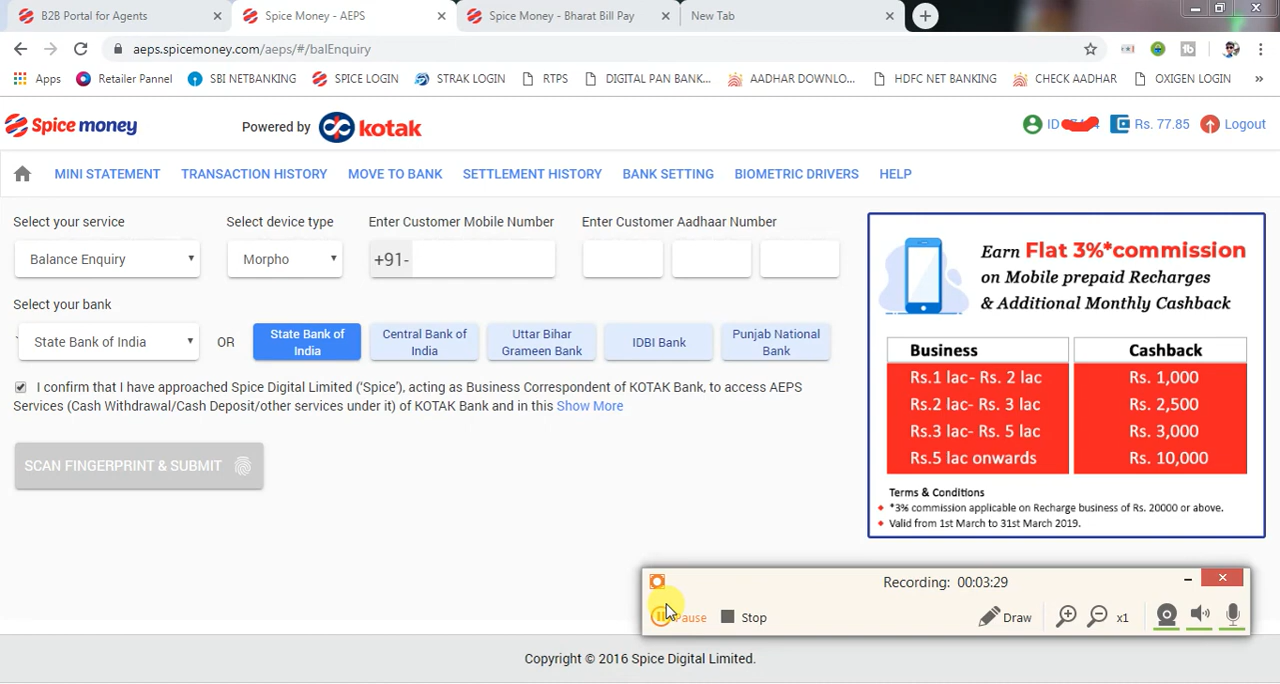 B2B Portal for Agents
Spice Money - AEPS
Spice Money - Bharat Bill Pay
New Tab
aeps.spicemoney.com/aeps/#/balEnquiry
Apps
Retailer Panel
SBI NETBANKING
SPICE LOGIN
STRAK LOGIN
RTPS
DIGITAL PAN BANK...
AADHAR DOWNLO...
HDFC NET BANKING
CHECK AADHAR
OXIGEN LOGIN
Spice money
Powered by kotak
ID
Rs. 77.85
Logout
MINI STATEMENT
TRANSACTION HISTORY
MOVE TO BANK
SETTLEMENT HISTORY
BANK SETTING
BIOMETRIC DRIVERS
HELP
Select your service
Select device type
Enter Customer Mobile Number
Enter Customer Aadhaar Number
Balance Enquiry
Morpho
+91-
Select your bank
State Bank of India
OR
State Bank of
India
Central Bank of
India
Uttar Bihar
Grameen Bank
IDBI Bank
Punjab National
Bank
I confirm that I have approached Spice Digital Limited (‘Spice’), acting as Business Correspondent of KOTAK Bank, to access AEPS
Services (Cash Withdrawal/Cash Deposit/other services under it) of KOTAK Bank and in this Show More
SCAN FINGERPRINT & SUBMIT
Earn Flat 3%*commission
on Mobile prepaid Recharges
& Additional Monthly Cashback
Business Cashback
Rs.1 lac- Rs. 2 lac Rs. 1,000
Rs.2 lac- Rs. 3 lac Rs. 2,500
Rs.3 lac- Rs. 5 lac Rs. 3,000
Rs.5 lac onwards Rs. 10,000
Terms & Conditions
*3% commission applicable on Recharge business of Rs. 20000 or above.
Valid from 1st March to 31st March 2019.
Recording: 00:03:29
Pause
Stop
Draw
x1
Copyright © 2016 Spice Digital Limited.